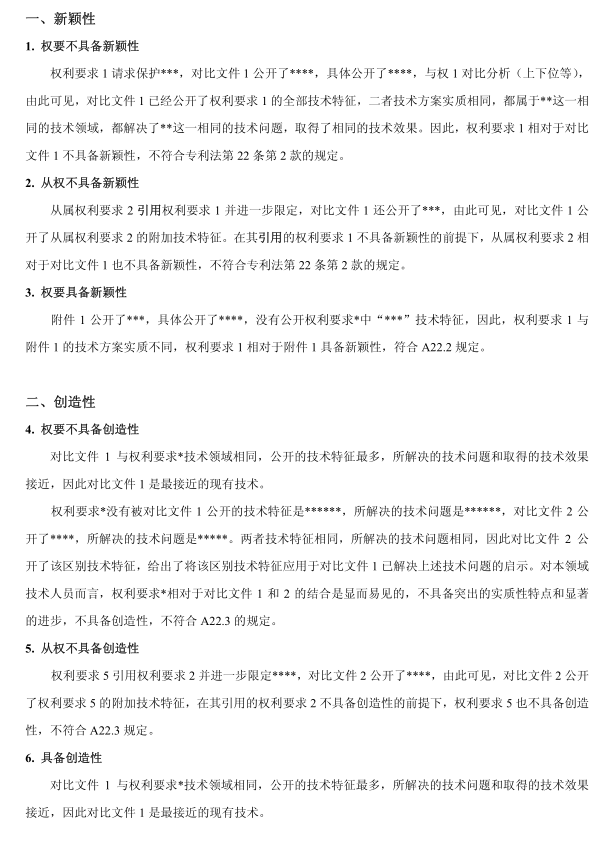 一、新颖性
1. 权要不具备新颖性
权利要求 1 请求保护***，对比文件 1 公开了****，具体公开了****，与权 1 对比分析（上下位等），
由此可见，对比文件 1 已经公开了权利要求 1 的全部技术特征，二者技术方案实质相同，都属于**这一相
同的技术领域，都解决了**这一相同的技术问题，取得了相同的技术效果。因此，权利要求 1 相对于对比
文件 1 不具备新颖性，不符合专利法第 22 条第 2 款的规定。
2. 从权不具备新颖性
从属权利要求 2 引用权利要求 1 并进一步限定，对比文件 1 还公开了***，由此可见，对比文件 1 公
开了从属权利要求 2 的附加技术特征。在其引用的权利要求 1 不具备新颖性的前提下，从属权利要求 2 相
对于对比文件 1 也不具备新颖性，不符合专利法第 22 条第 2 款的规定。
3. 权要具备新颖性
附件 1 公开了***，具体公开了****，没有公开权利要求*中“***”技术特征，因此，权利要求 1 与
附件 1 的技术方案实质不同，权利要求 1 相对于附件 1 具备新颖性，符合 A22.2 规定。
二、创造性
4. 权要不具备创造性
对比文件 1 与权利要求*技术领域相同，公开的技术特征最多，所解决的技术问题和取得的技术效果
接近，因此对比文件 1 是最接近的现有技术。
权利要求*没有被对比文件 1 公开的技术特征是******，所解决的技术问题是******，对比文件 2 公
开了****，所解决的技术问题是*****。两者技术特征相同，所解决的技术问题相同，因此对比文件 2 公
开了该区别技术特征，给出了将该区别技术特征应用于对比文件 1 已解决上述技术问题的启示。对本领域
技术人员而言，权利要求*相对于对比文件 1 和 2 的结合是显而易见的，不具备突出的实质性特点和显著
的进步，不具备创造性，不符合 A22.3 的规定。
5. 从权不具备创造性
权利要求 5 引用权利要求 2 并进一步限定****，对比文件 2 公开了****，由此可见，对比文件 2 公开
了权利要求 5 的附加技术特征，在其引用的权利要求 2 不具备创造性的前提下，权利要求 5 也不具备创造
性，不符合 A22.3 规定。
6. 具备创造性
对比文件 1 与权利要求*技术领域相同，公开的技术特征最多，所解决的技术问题和取得的技术效果
接近，因此对比文件 1 是最接近的现有技术。